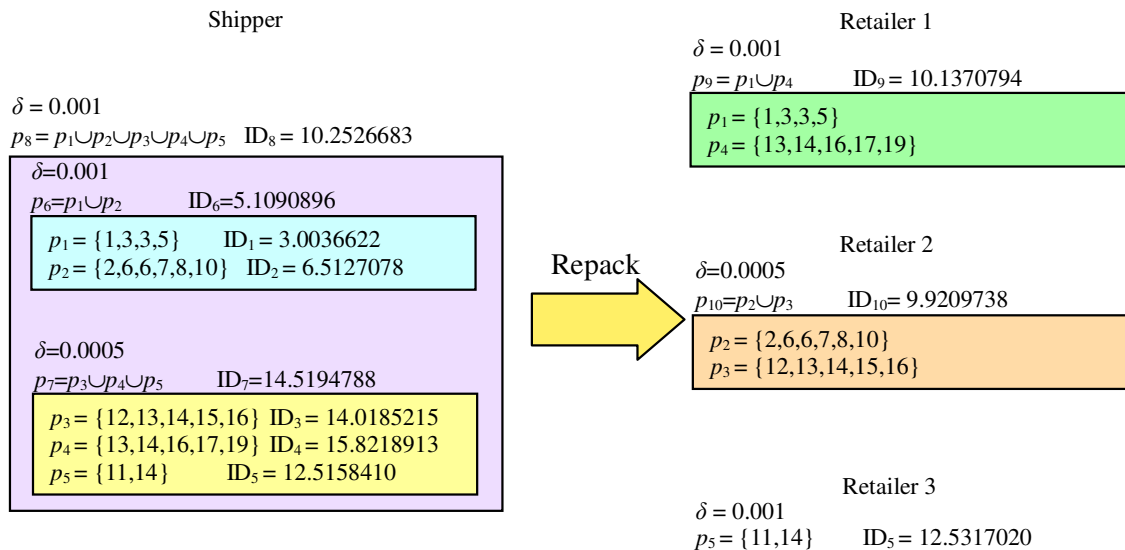 Shipper
δ = 0.001
p₈ = p₁∪p₂∪p₃∪p₄∪p₅ ID₈ = 10.2526683
δ=0.001
p₆=p₁∪p₂ ID₆=5.1090896
p₁ = {1,3,3,5} ID₁ = 3.0036622
p₂ = {2,6,6,7,8,10} ID₂ = 6.5127078
δ=0.0005
p₇=p₃∪p₄∪p₅ ID₇=14.5194788
p₃ = {12,13,14,15,16} ID₃ = 14.0185215
p₄ = {13,14,16,17,19} ID₄ = 15.8218913
p₅ = {11,14} ID₅ = 12.5158410
Repack
Retailer 1
δ = 0.001
p₉ = p₁∪p₄ ID₉ = 10.1370794
p₁ = {1,3,3,5}
p₄ = {13,14,16,17,19}
Retailer 2
δ=0.0005
p₁₀=p₂∪p₃ ID₁₀= 9.9209738
p₂ = {2,6,6,7,8,10}
p₃ = {12,13,14,15,16}
Retailer 3
δ = 0.001
p₅ = {11,14} ID₅ = 12.5317020